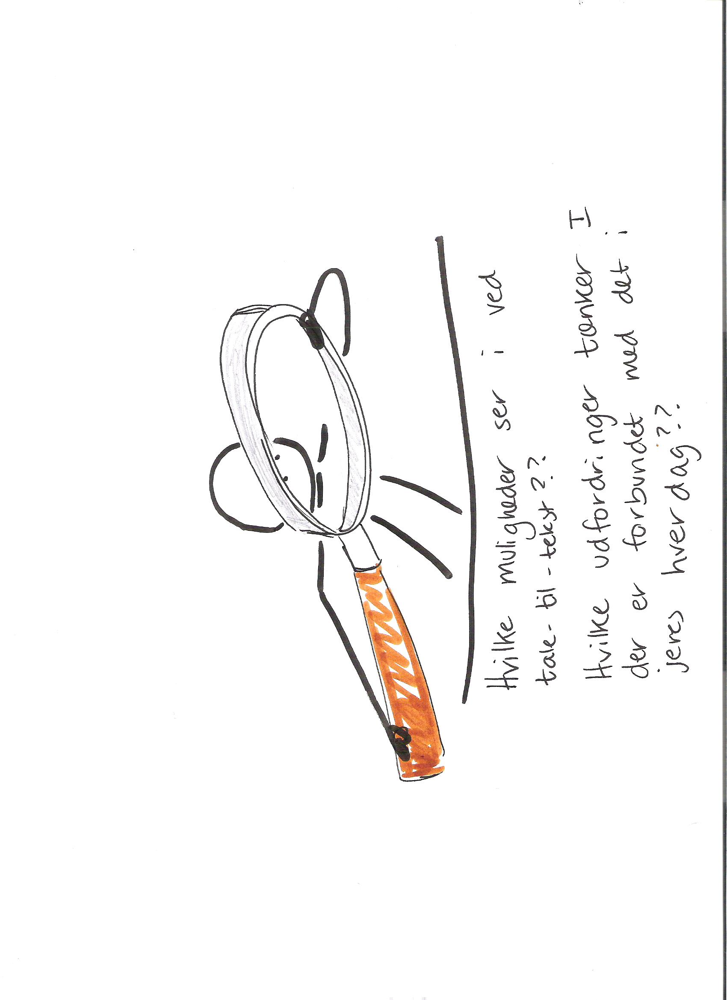 Hvilke muligheder ser i ved
tale-til-tekst??
Hvilke udfordringer tænker I
der er forbundet med det i
jeres hverdag??